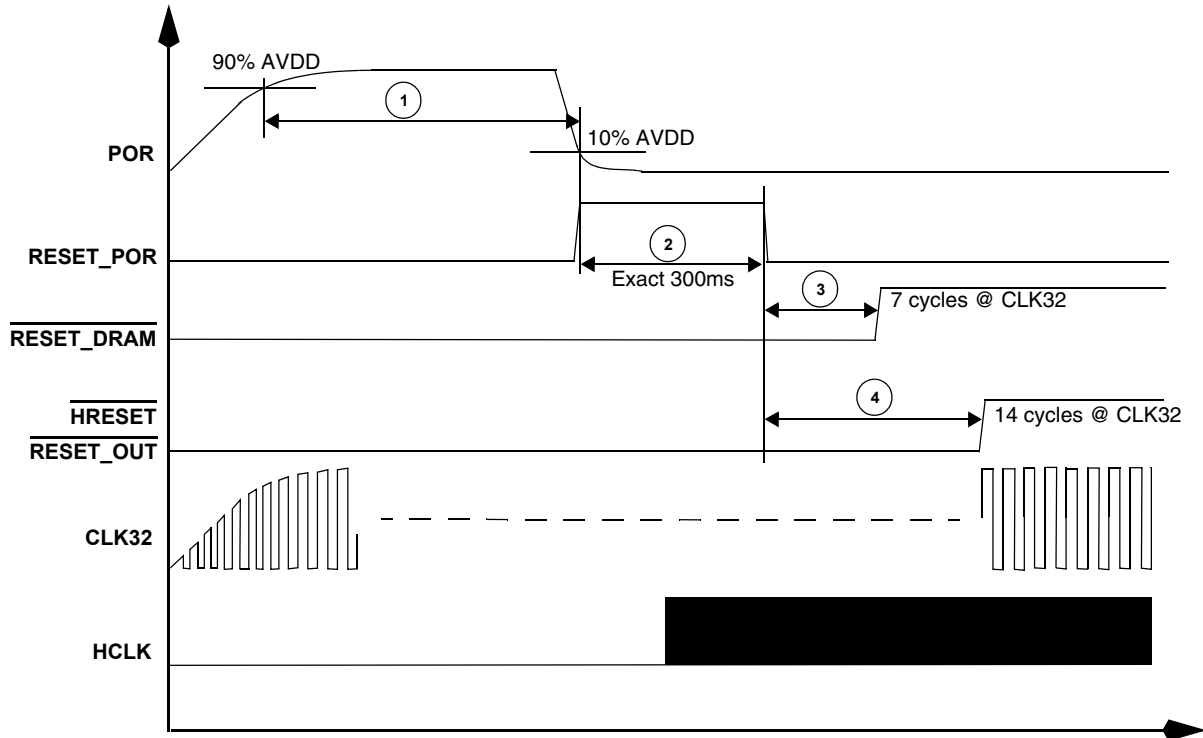 90% AVDD
1
10% AVDD
POR
2
RESET_POR
Exact 300ms
3
7 cycles @ CLK32
RESET_DRAM
4
HRESET
14 cycles @ CLK32
RESET_OUT
CLK32
HCLK